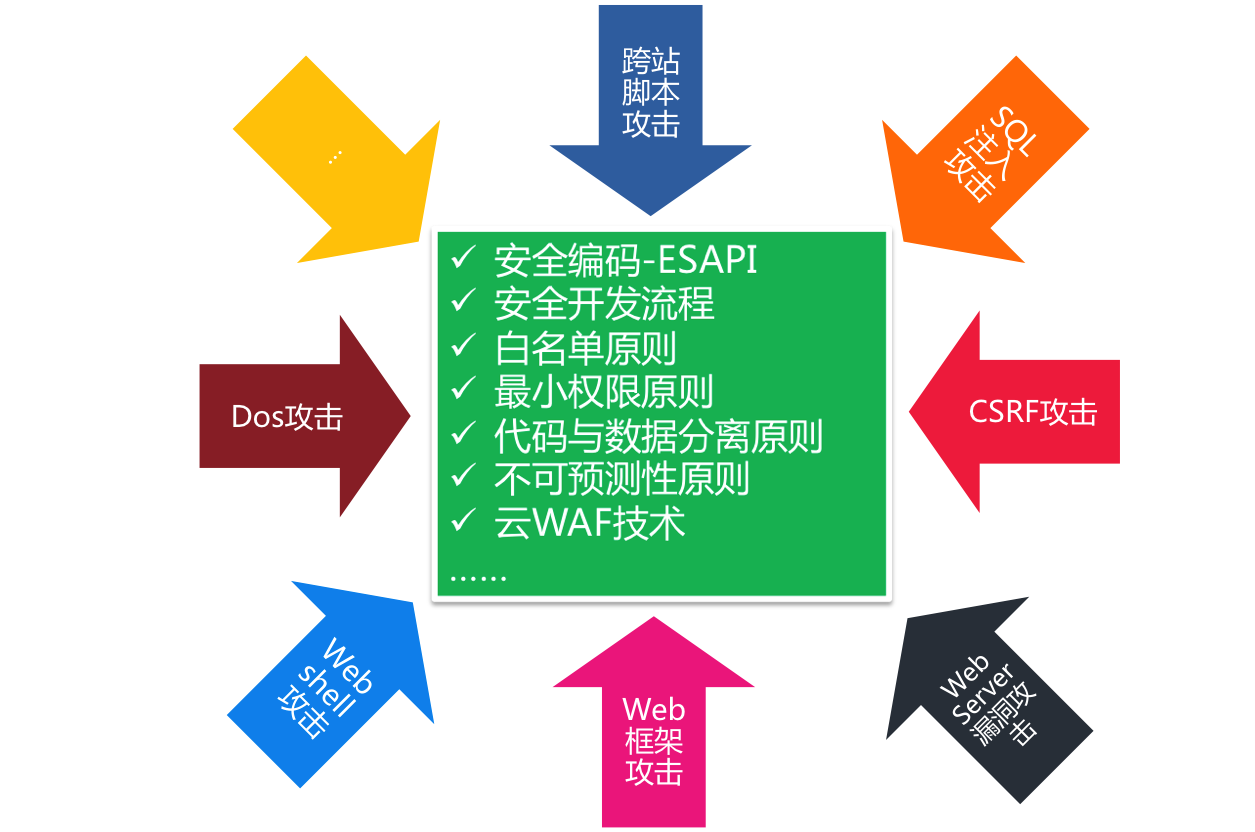 跨站
脚本
攻击
…
SQL
注入
攻击
✓ 安全编码-ESAPI
✓ 安全开发流程
✓ 白名单原则
✓ 最小权限原则
✓ 代码与数据分离原则
✓ 不可预测性原则
✓ 云WAF技术
……
Dos攻击
CSRF攻击
Web
shell
攻击
Web
框架
攻击
Web
Server
漏洞攻
击